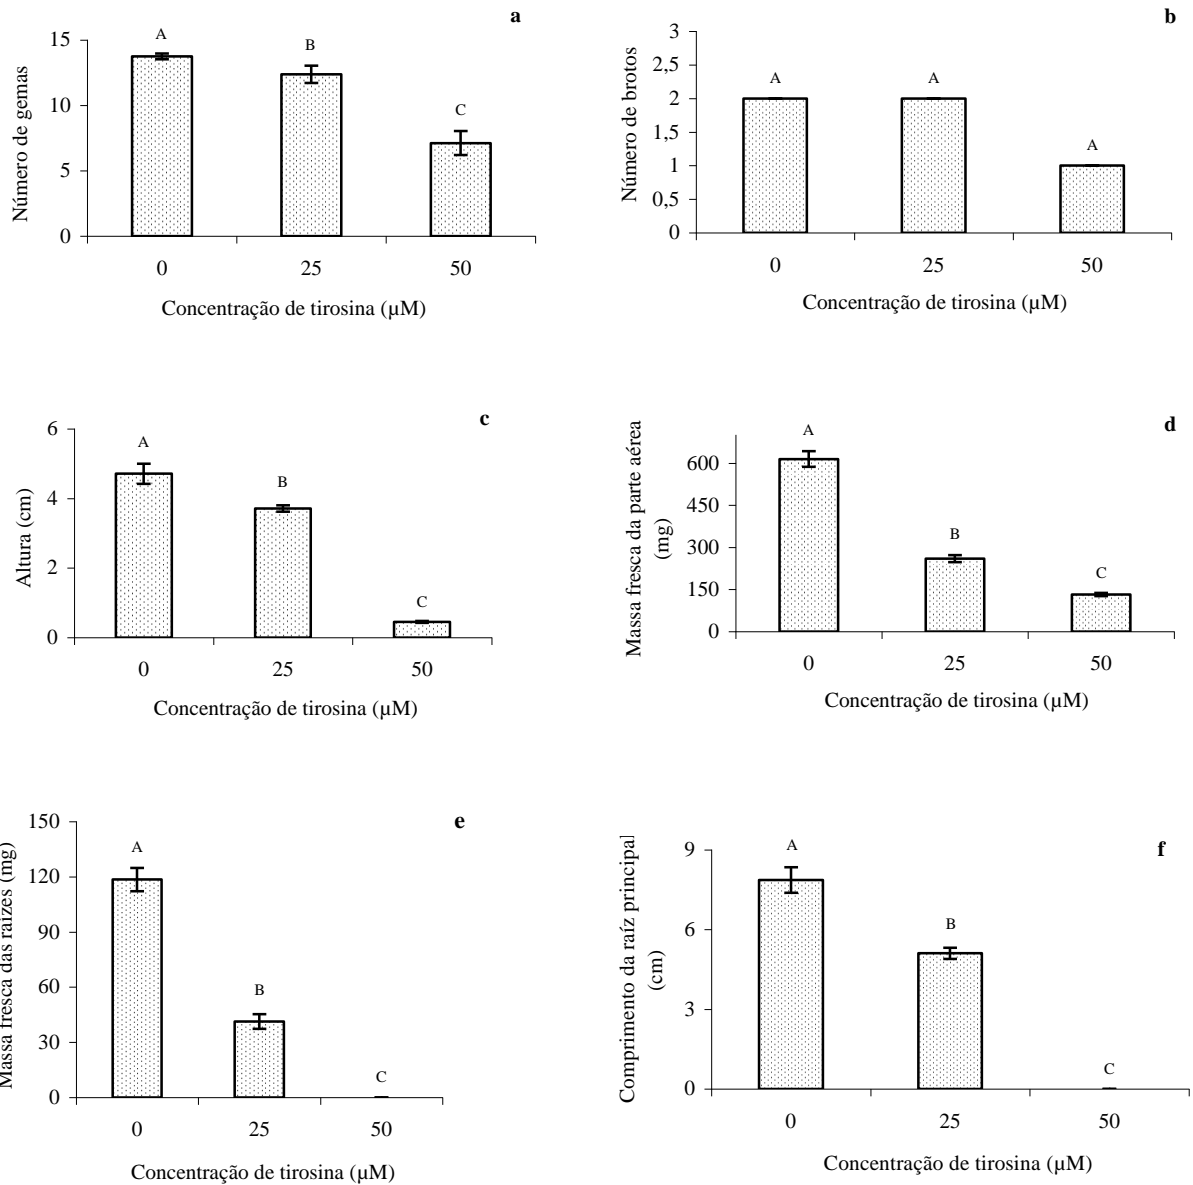 a
15
10
5
0
A
B
C
Número de gemas
0 25 50
Concentração de tirosina (µM)
b
3
2,5
2
1,5
1
0,5
0
A
A
A
Número de brotos
0 25 50
Concentração de tirosina (µM)
c
6
4
2
0
A
B
C
Altura (cm)
0 25 50
Concentração de tirosina (µM)
d
600
450
300
150
0
A
B
C
Massa fresca da parte aérea
(mg)
0 25 50
Concentração de tirosina (µM)
e
150
120
90
60
30
0
A
B
C
Massa fresca das raízes (mg)
0 25 50
Concentração de tirosina (µM)
f
9
6
3
0
A
B
C
Comprimento da raíz principal
(cm)
0 25 50
Concentração de tirosina (µM)